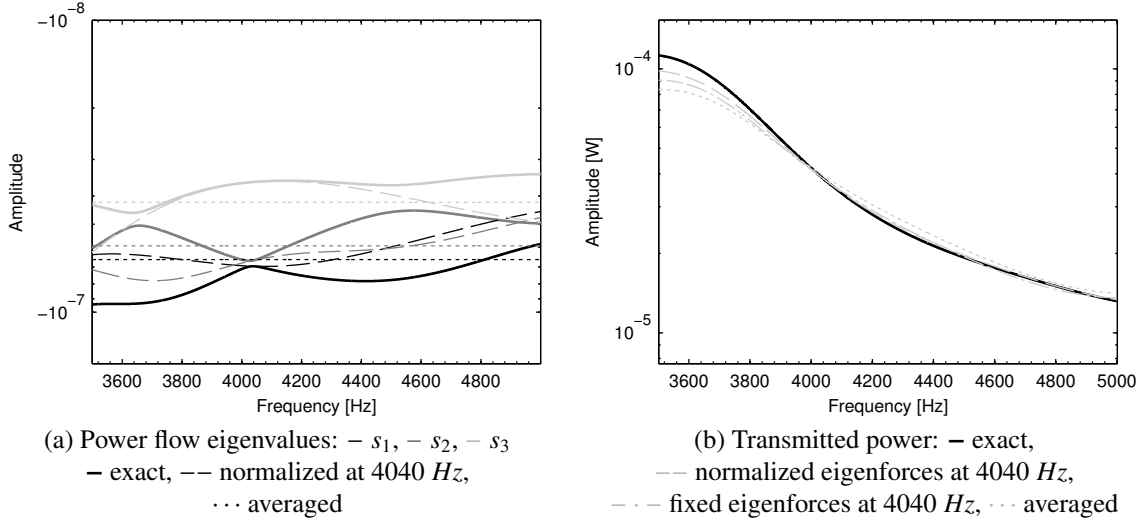 -10⁻⁸
-10⁻⁷
Amplitude
3600 3800 4000 4200 4400 4600 4800
Frequency [Hz]
(a) Power flow eigenvalues: – s₁, – s₂, – s₃
– exact, –– normalized at 4040 Hz,
··· averaged
10⁻⁴
10⁻⁵
Amplitude [W]
3600 3800 4000 4200 4400 4600 4800 5000
Frequency [Hz]
(b) Transmitted power: – exact,
–– normalized eigenforces at 4040 Hz,
– · – fixed eigenforces at 4040 Hz, ··· averaged